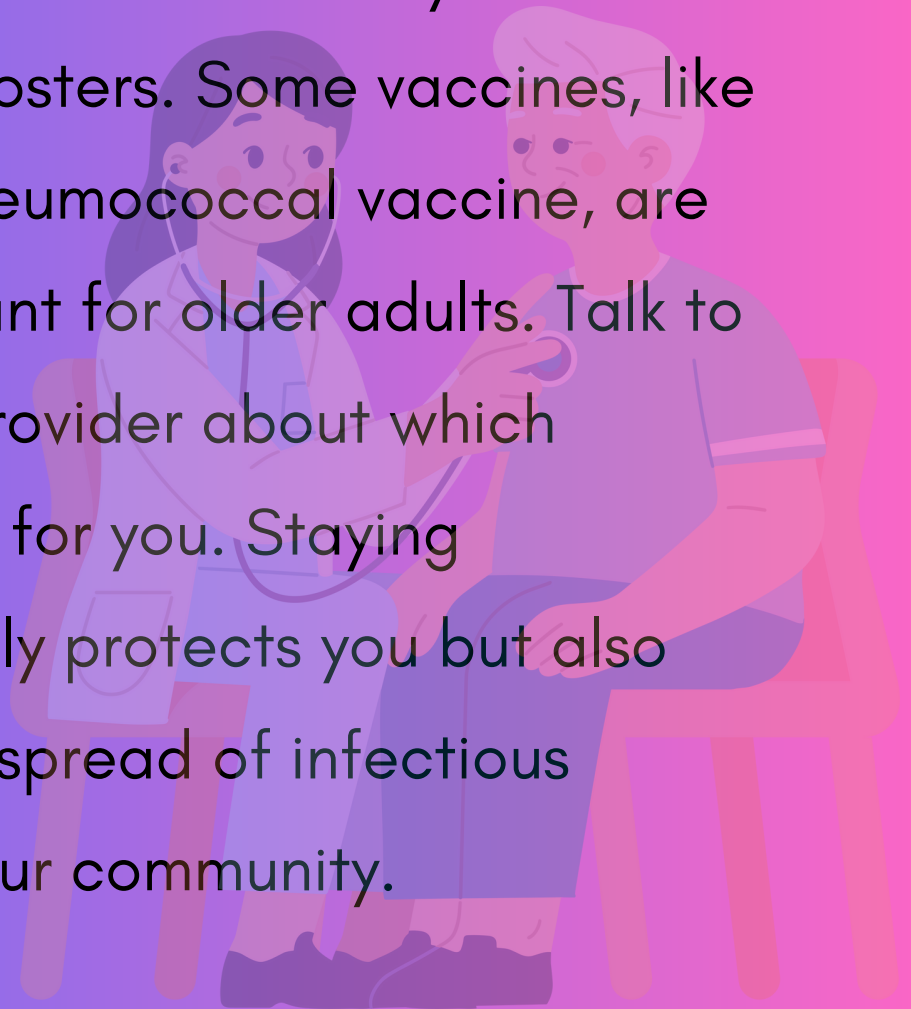 osters. Some vaccines, like
eumococcal vaccine, are
nt for older adults. Talk to
rovider about which
for you. Staying
ly protects you but also
spread of infectious
ur community.